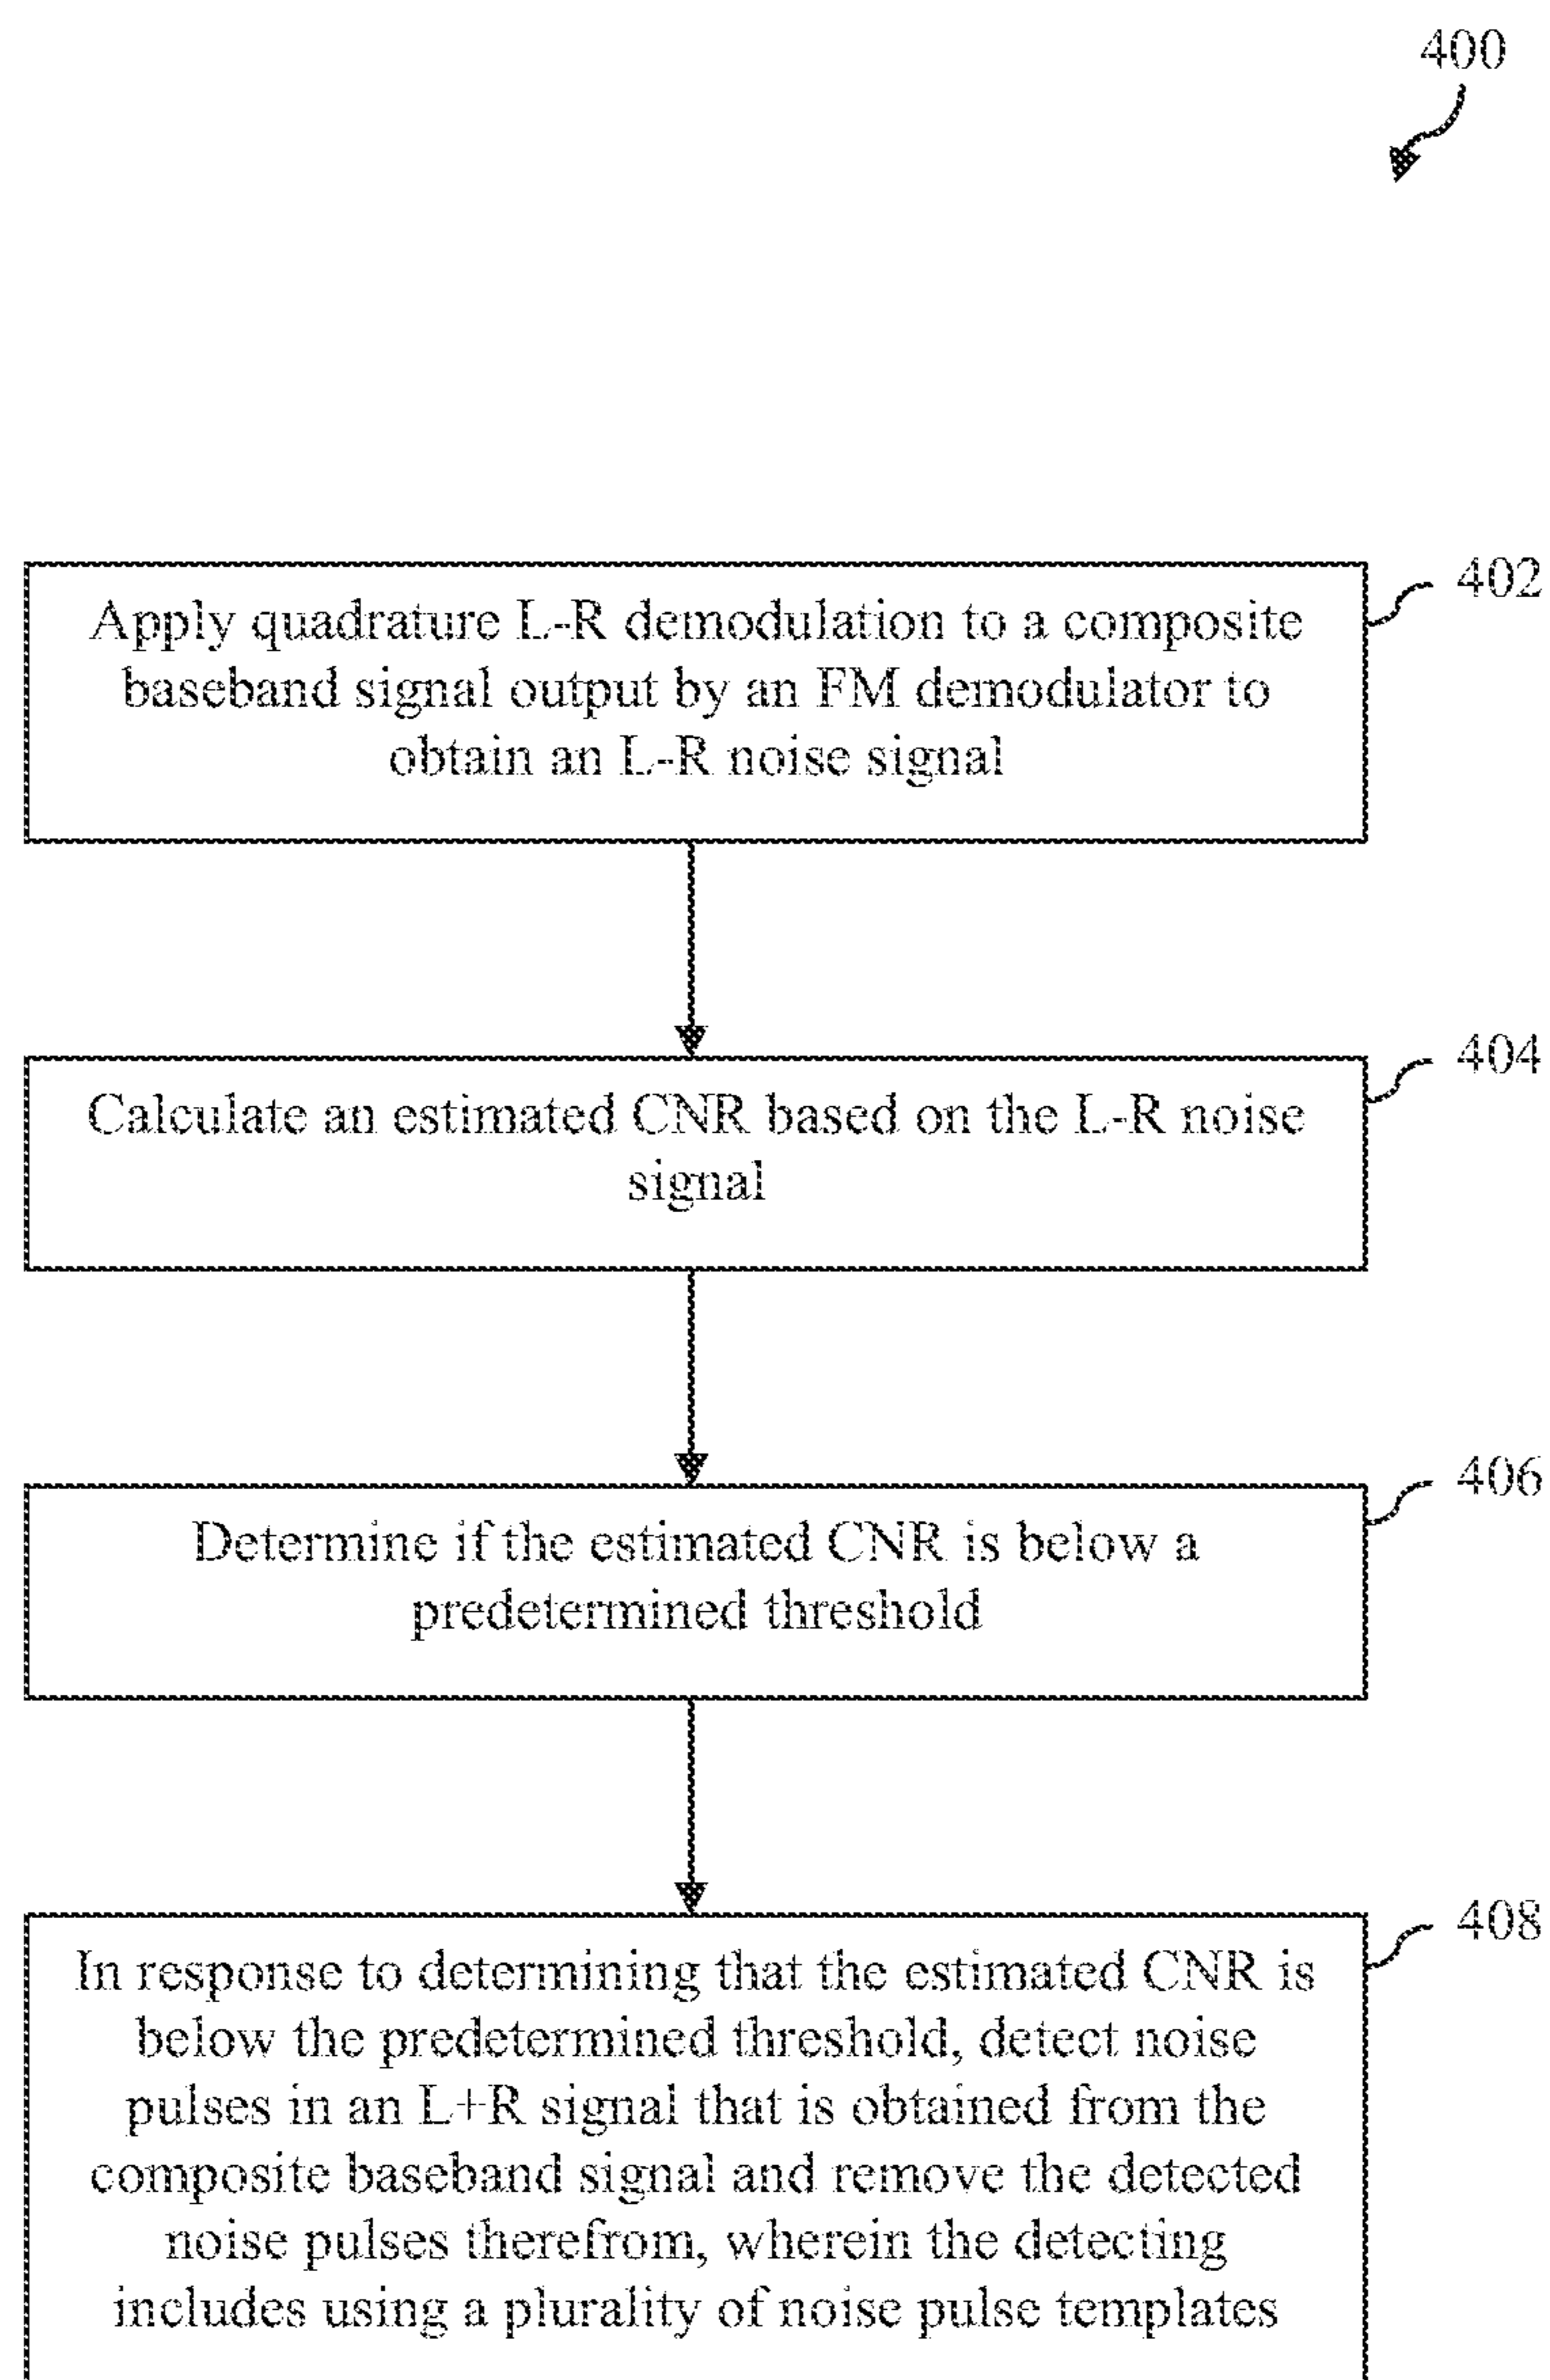 400
Apply quadrature L-R demodulation to a composite
baseband signal output by an FM demodulator to
obtain an L-R noise signal
402
Calculate an estimated CNR based on the L-R noise
signal
404
Determine if the estimated CNR is below a
predetermined threshold
406
In response to determining that the estimated CNR is
below the predetermined threshold, detect noise
pulses in an L+R signal that is obtained from the
composite baseband signal and remove the detected
noise pulses therefrom, wherein the detecting
includes using a plurality of noise pulse templates
408